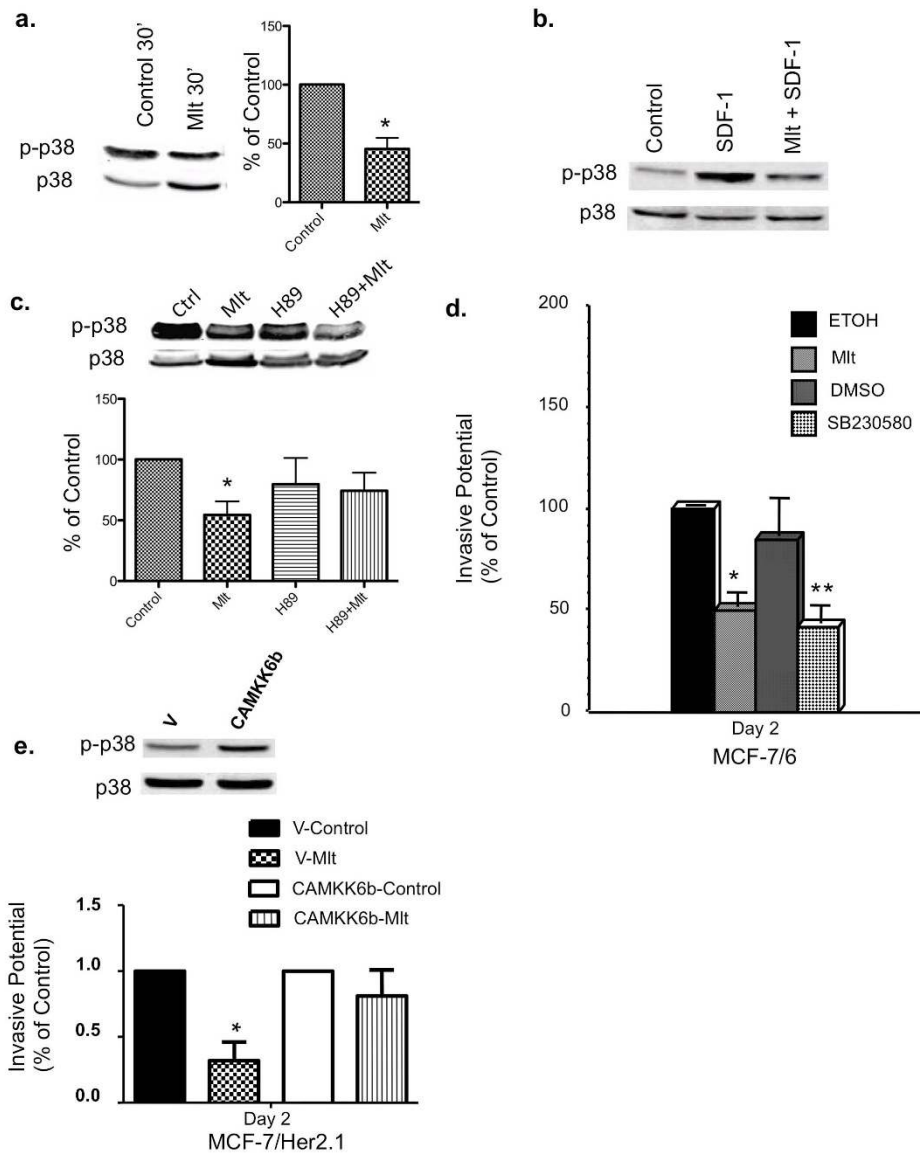 a.
Control 30'
Mlt 30'
p-p38
p38
% of Control
150
100
50
0
*
Control
Mlt
b.
Control
SDF-1
Mlt + SDF-1
p-p38
p38
c.
Ctrl
Mlt
H89
H89+Mlt
p-p38
p38
% of Control
150
100
50
0
*
Control
Mlt
H89
H89+Mlt
d.
Invasive Potential
(% of Control)
200
150
100
50
0
ETOH
Mlt
DMSO
SB230580
*
**
Day 2
MCF-7/6
e.
V
CAMKK6b
p-p38
p38
V-Control
V-Mlt
CAMKK6b-Control
CAMKK6b-Mlt
Invasive Potential
(% of Control)
1.0
0.5
0.0
*
Day 2
MCF-7/Her2.1